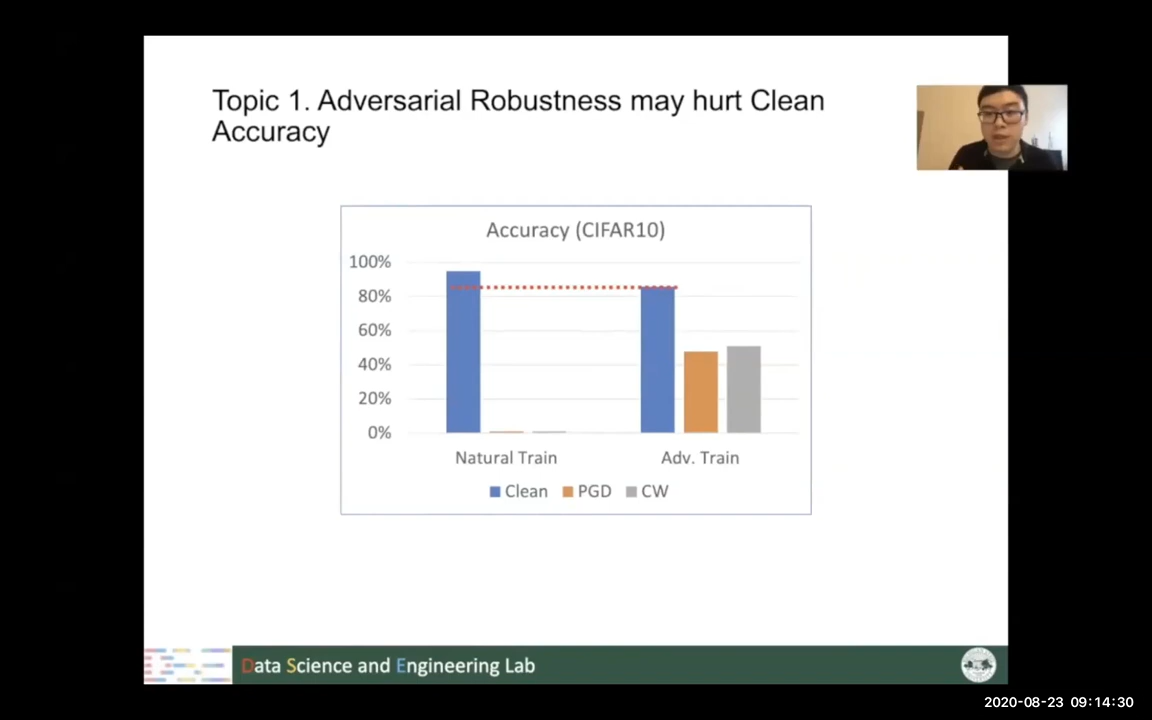 Topic 1. Adversarial Robustness may hurt Clean
Accuracy
Accuracy (CIFAR10)
100%
80%
60%
40%
20%
0%
Natural Train
Adv. Train
Clean
PGD
CW
Data Science and Engineering Lab
2020-08-23 09:14:30